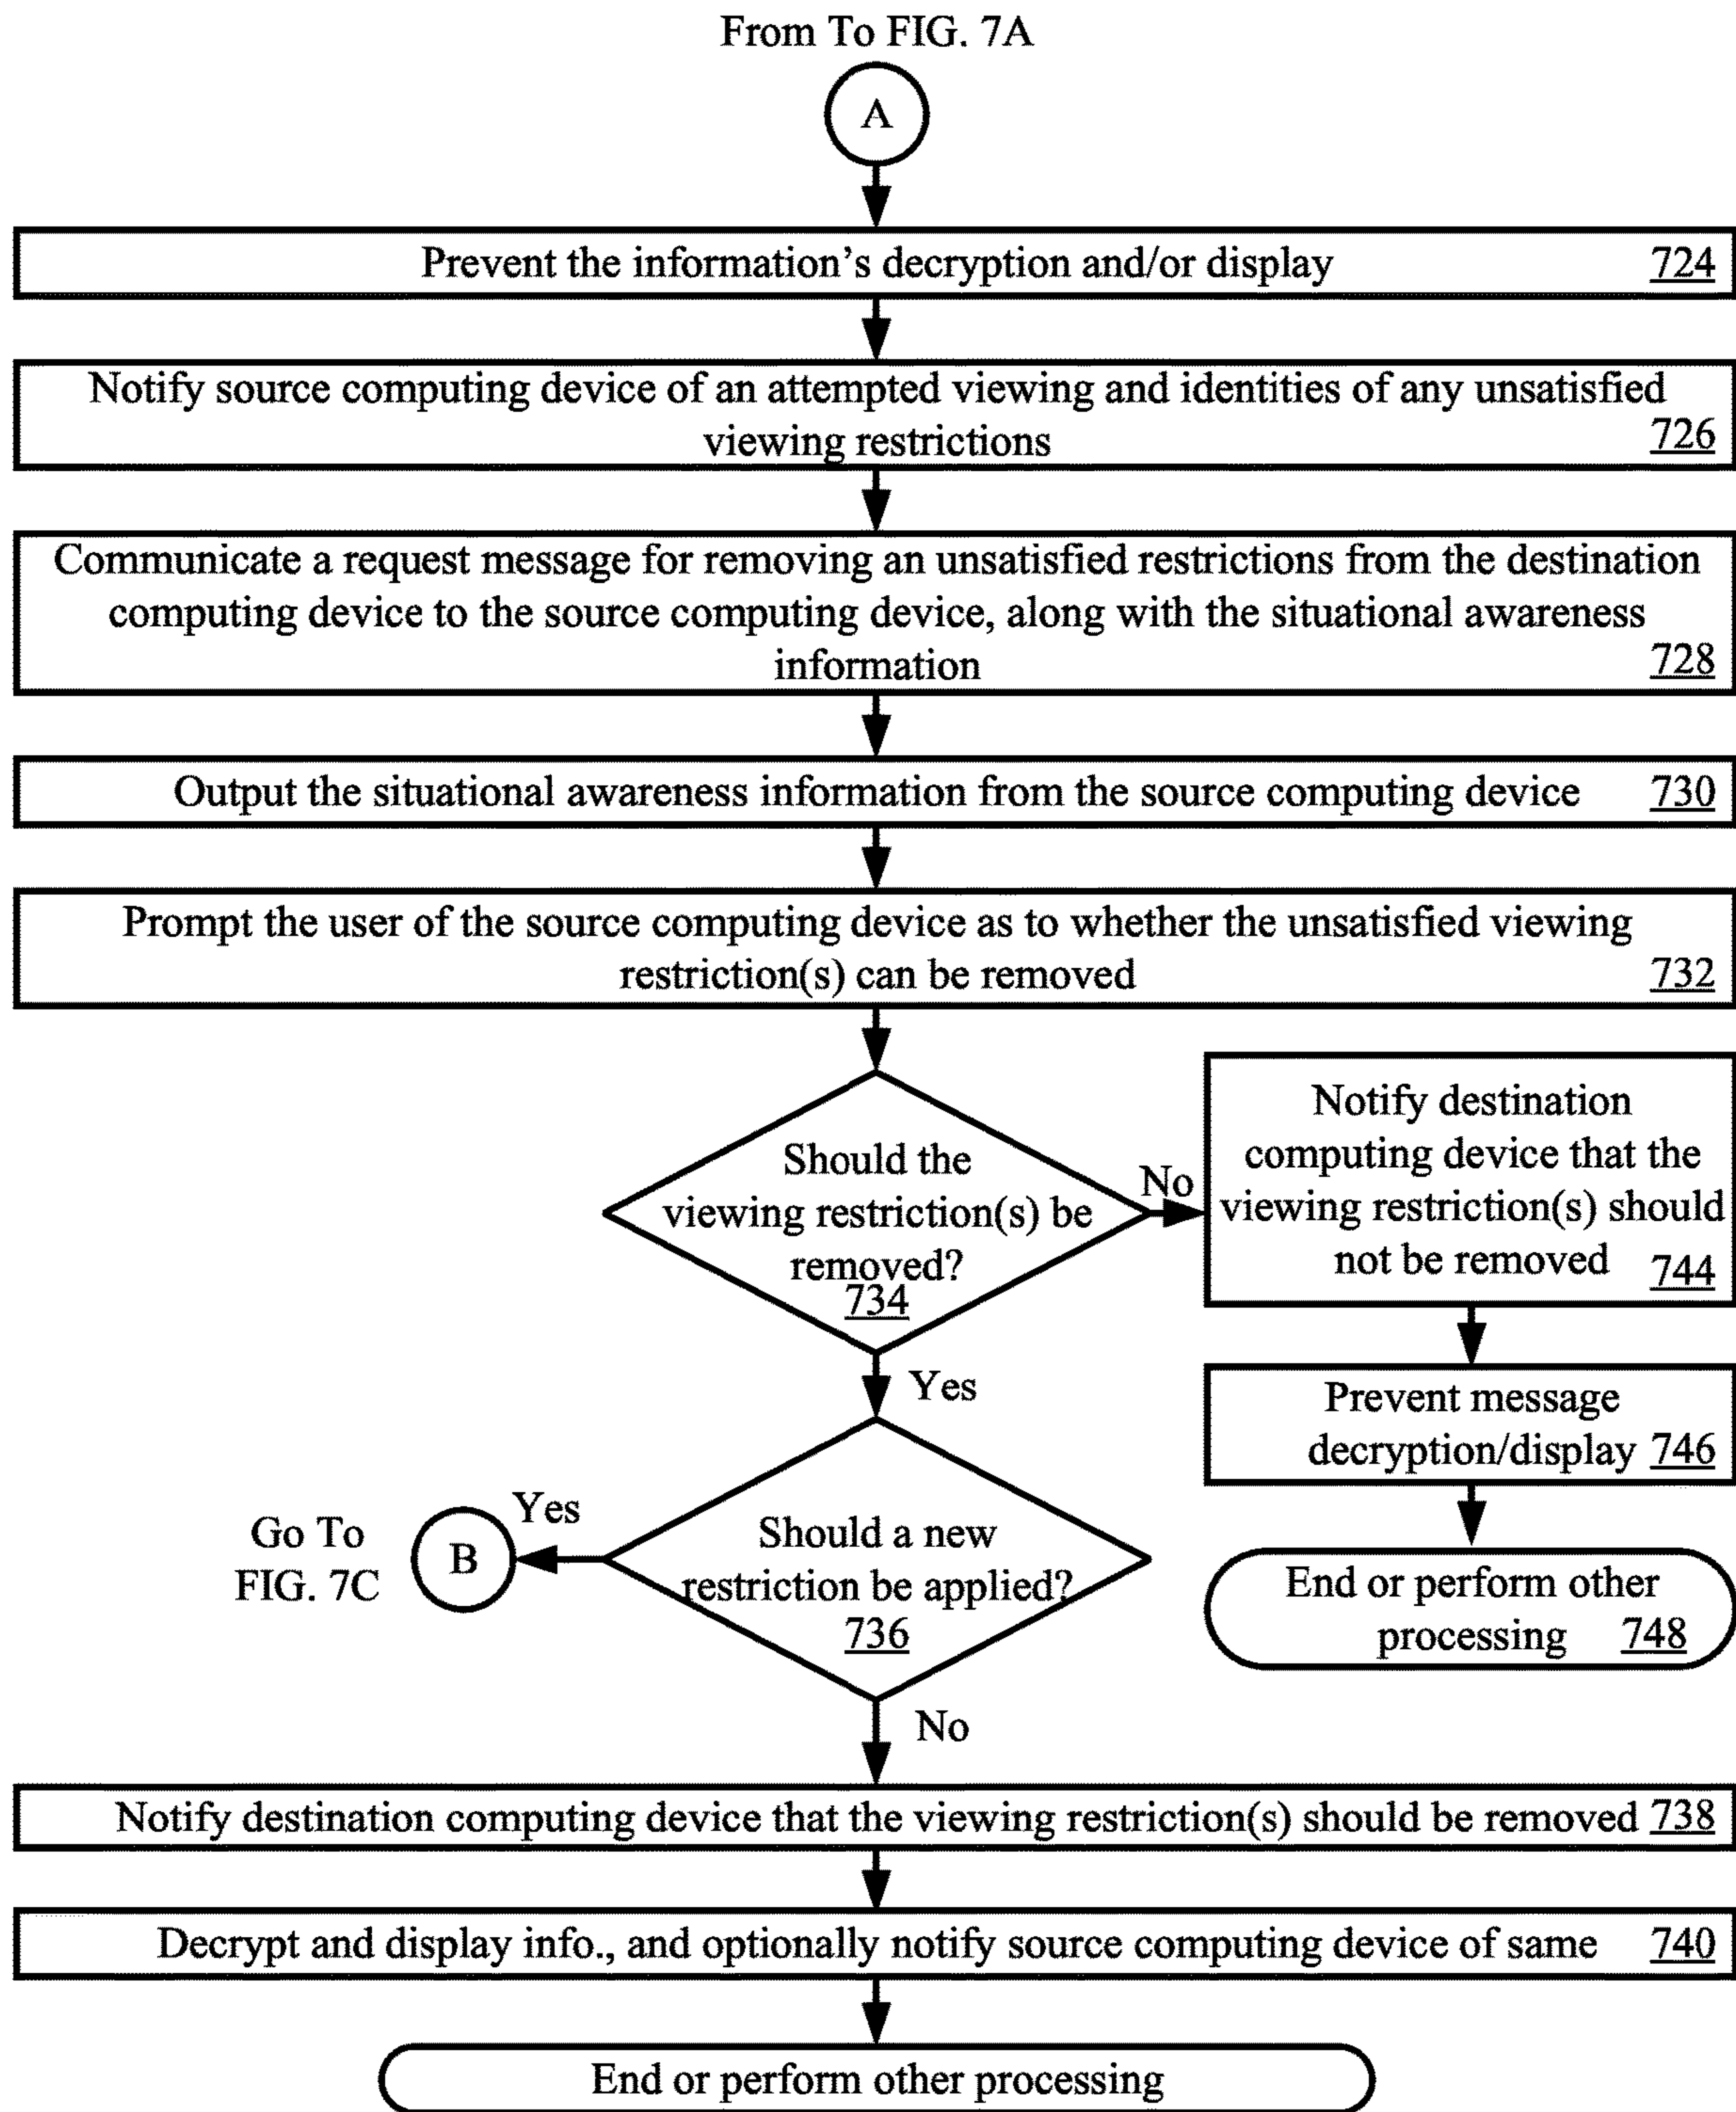 From To FIG. 7A
A
Prevent the information’s decryption and/or display 724
Notify source computing device of an attempted viewing and identities of any unsatisfied
viewing restrictions 726
Communicate a request message for removing an unsatisfied restrictions from the destination
computing device to the source computing device, along with the situational awareness
information 728
Output the situational awareness information from the source computing device 730
Prompt the user of the source computing device as to whether the unsatisfied viewing
restriction(s) can be removed 732
Should the
viewing restriction(s) be
removed?
734
No
Notify destination
computing device that the
viewing restriction(s) should
not be removed 744
Prevent message
decryption/display 746
End or perform other
processing 748
Yes
Should a new
restriction be applied?
736
Yes
B
Go To
FIG. 7C
No
Notify destination computing device that the viewing restriction(s) should be removed 738
Decrypt and display info., and optionally notify source computing device of same 740
End or perform other processing